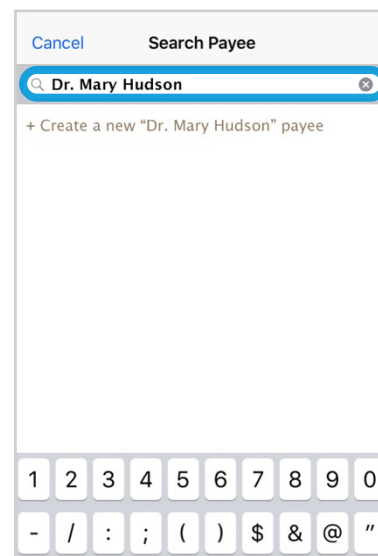 Cancel Search Payee
Dr. Mary Hudson
+ Create a new “Dr. Mary Hudson” payee
1 2 3 4 5 6 7 8 9 0
- / : ; ( ) $ & @ "